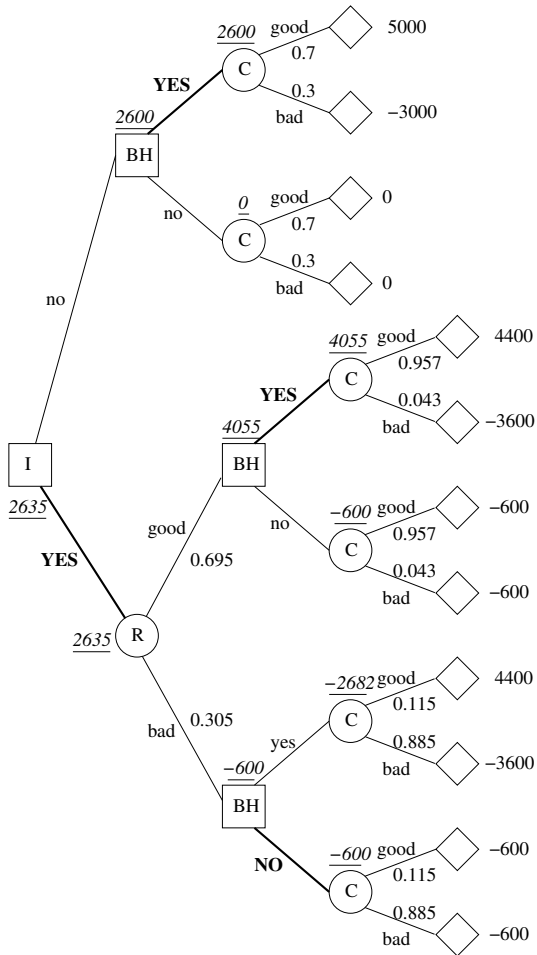 2600
good
5000
0.7
C
YES
0.3
bad
−3000
2600
BH
0
good
0
0.7
no
C
0.3
bad
0
no
4055
good
4400
0.957
YES
C
0.043
bad
−3600
4055
BH
I
2635
−600
good
−600
0.957
no
C
0.043
bad
−600
good
0.695
YES
2635
R
−2682
good
4400
0.115
bad
0.305
yes
C
0.885
bad
−3600
−600
BH
−600
good
−600
0.115
NO
C
0.885
bad
−600